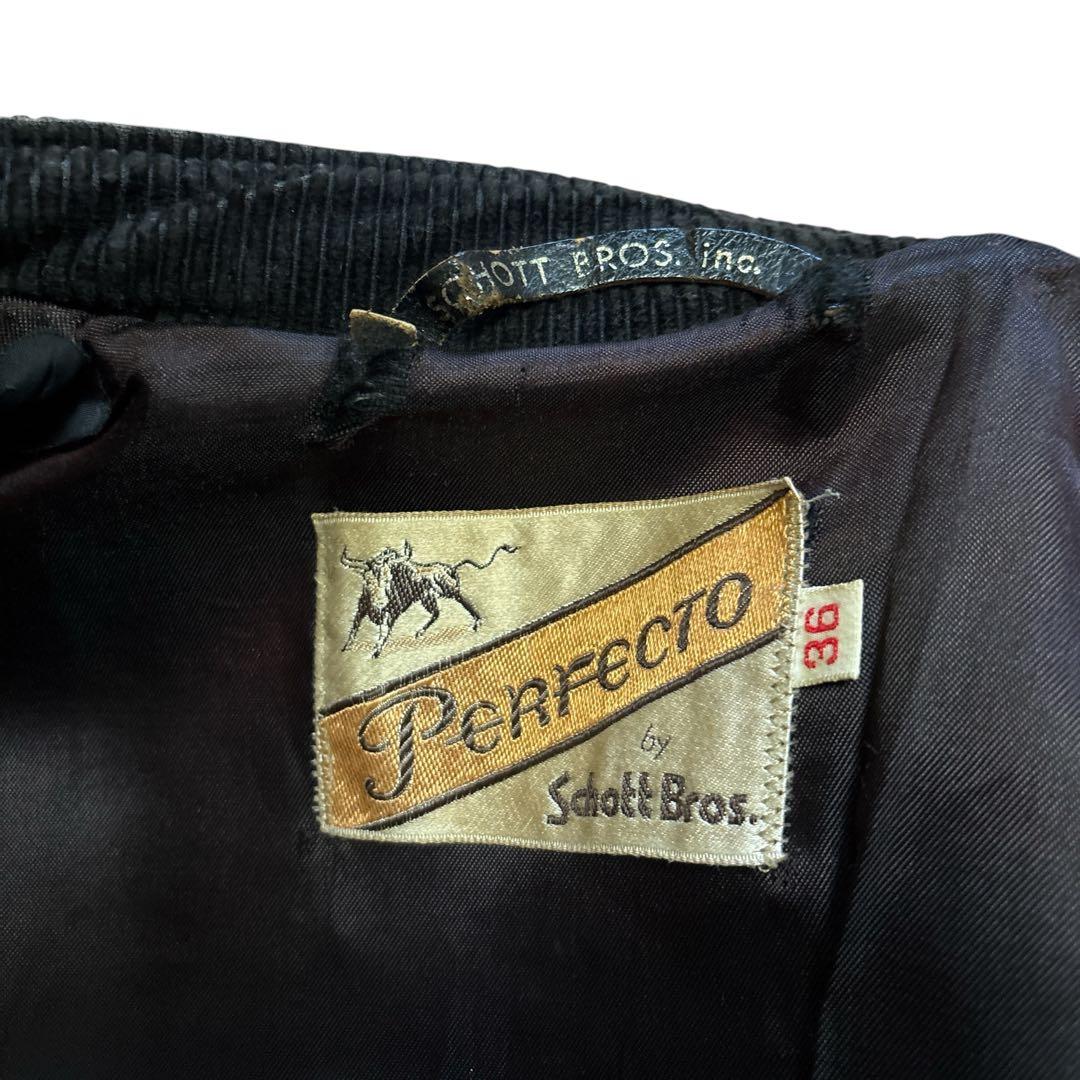 SCHOTT BROS. inc.
PERFECTO
by
Schott Bros.
36